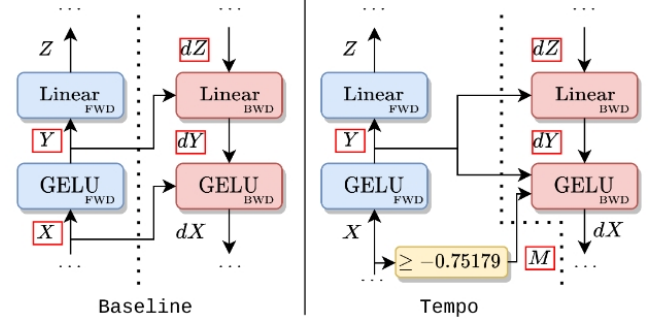 ... ... ... ...
Z dZ Z dZ
Linear FWD Linear BWD Linear FWD Linear BWD
Y dY Y dY
GELU FWD GELU BWD GELU FWD GELU BWD
X dX X dX
≥ −0.75179 M
... ... ... ...
Baseline Tempo